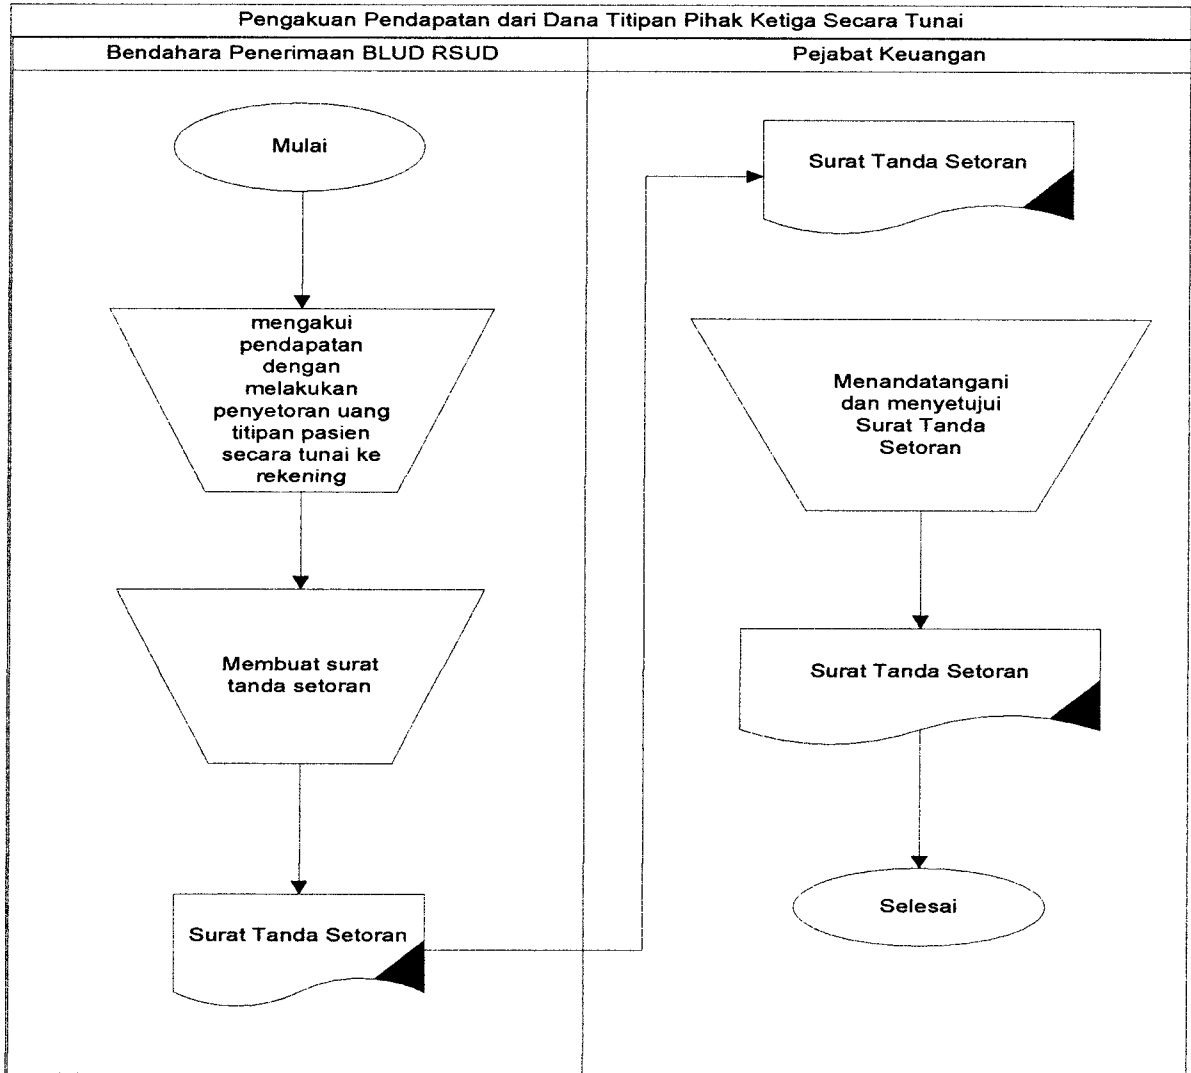 Pengakuan Pendapatan dari Dana Titipan Pihak Ketiga Secara Tunai
Bendahara Penerimaan BLUD RSUD
Pejabat Keuangan
Mulai
mengakui
pendapatan
dengan
melakukan
penyetoran uang
titipan pasien
secara tunai ke
rekening
Membuat surat
tanda setoran
Surat Tanda Setoran
Surat Tanda Setoran
Menandatangani
dan menyetujui
Surat Tanda
Setoran
Surat Tanda Setoran
Selesai